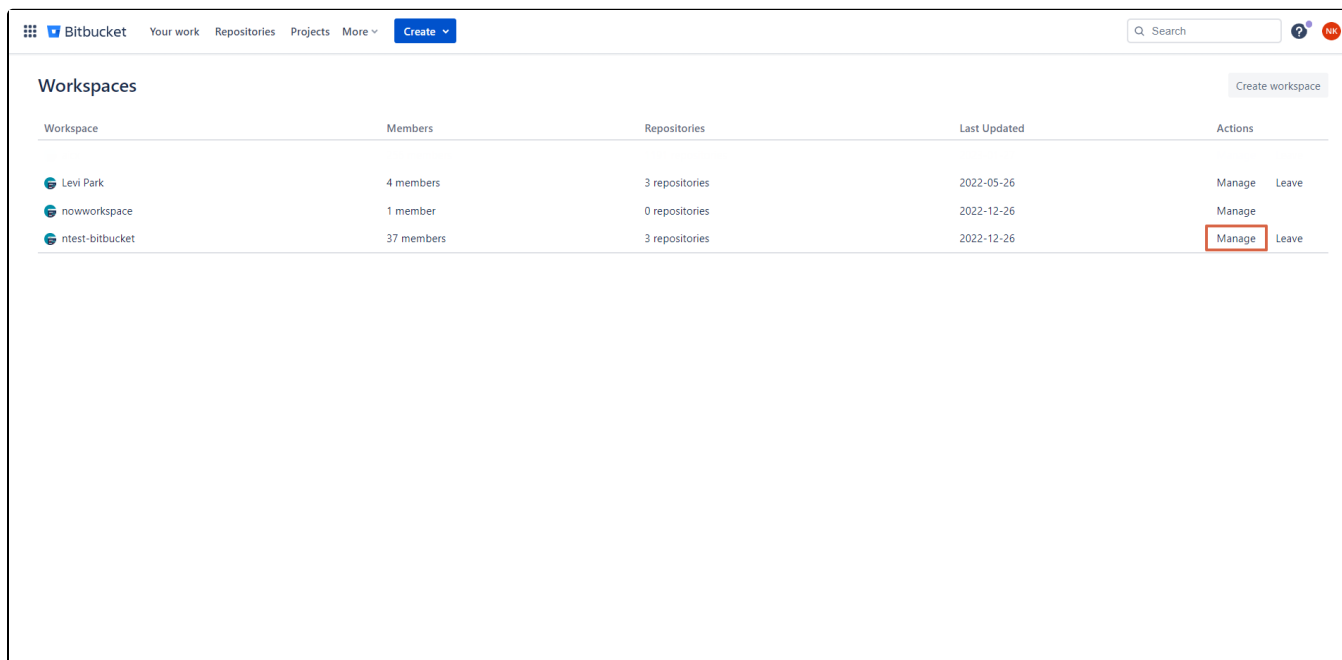 Bitbucket Your work Repositories Projects More Create Search ? NK
Workspaces Create workspace
Workspace Members Repositories Last Updated Actions
Levi Park 4 members 3 repositories 2022-05-26 Manage Leave
nowworkspace 1 member 0 repositories 2022-12-26 Manage
ntest-bitbucket 37 members 3 repositories 2022-12-26 Manage Leave